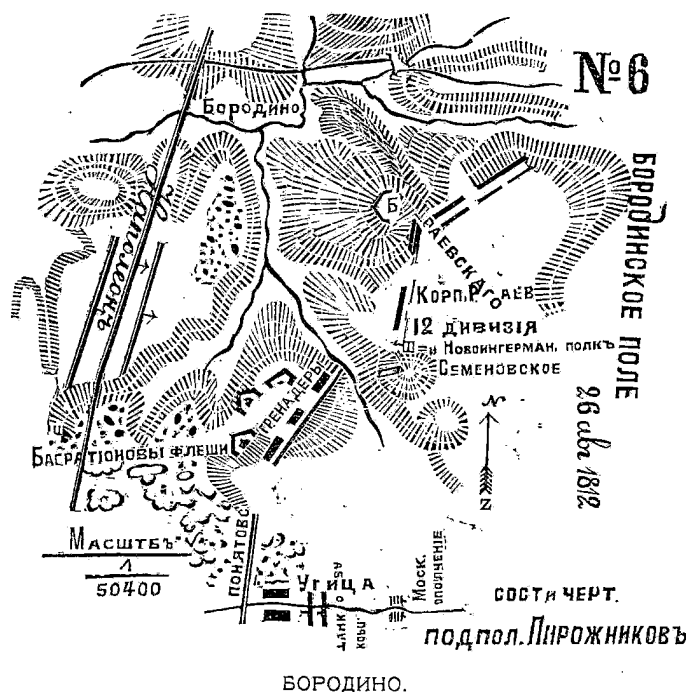 №6
БОРОДИНСКОЕ ПОЛЕ
26 авг 1812
Бородино
Наполеонъ
Б
РАЕВСКАГО
КОРП. РАЕВ
12 ДИВИЗІЯ
и НОВОИНГЕРМАН. ПОЛКЪ
СЕМЕНОВСКОЕ
ГРЕНАДЕРЫ
БАГРАТІОНОВЫ ФЛЕШИ
N
МАСШТБЪ
1
50400
ПОНЯТОВС
УТИЦА
МОСК.
ОПОЛЧЕНІЕ
СОСТ и ЧЕРТ.
ПОДПОЛ. ПИРОЖНИКОВЪ
БОРОДИНО.